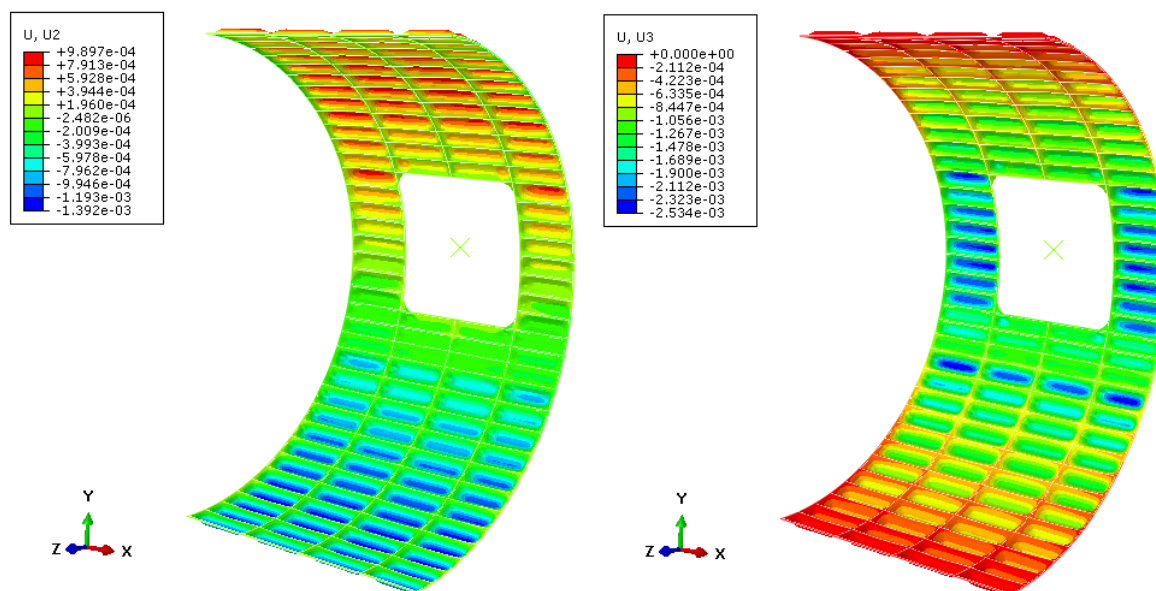 U, U2
+9.897e-04
+7.913e-04
+5.928e-04
+3.944e-04
+1.960e-04
-2.482e-06
-2.009e-04
-3.993e-04
-5.978e-04
-7.962e-04
-9.946e-04
-1.193e-03
-1.392e-03
Y
Z
X
U, U3
+0.000e+00
-2.112e-04
-4.223e-04
-6.335e-04
-8.447e-04
-1.056e-03
-1.267e-03
-1.478e-03
-1.689e-03
-1.900e-03
-2.112e-03
-2.323e-03
-2.534e-03
Y
Z
X